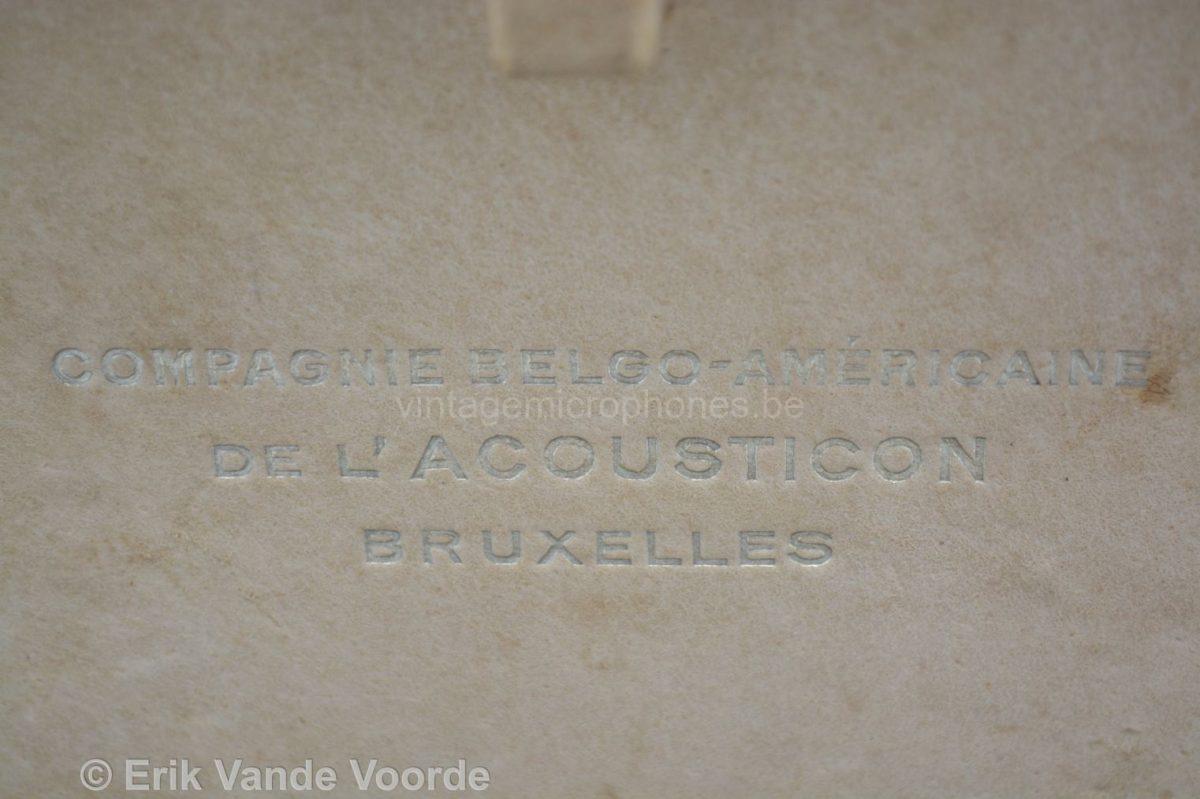 COMPAGNIE BELGO-AMÉRICAINE
vintagemicrophones.be
DE L'ACOUSTICON
BRUXELLES
© Erik Vande Voorde